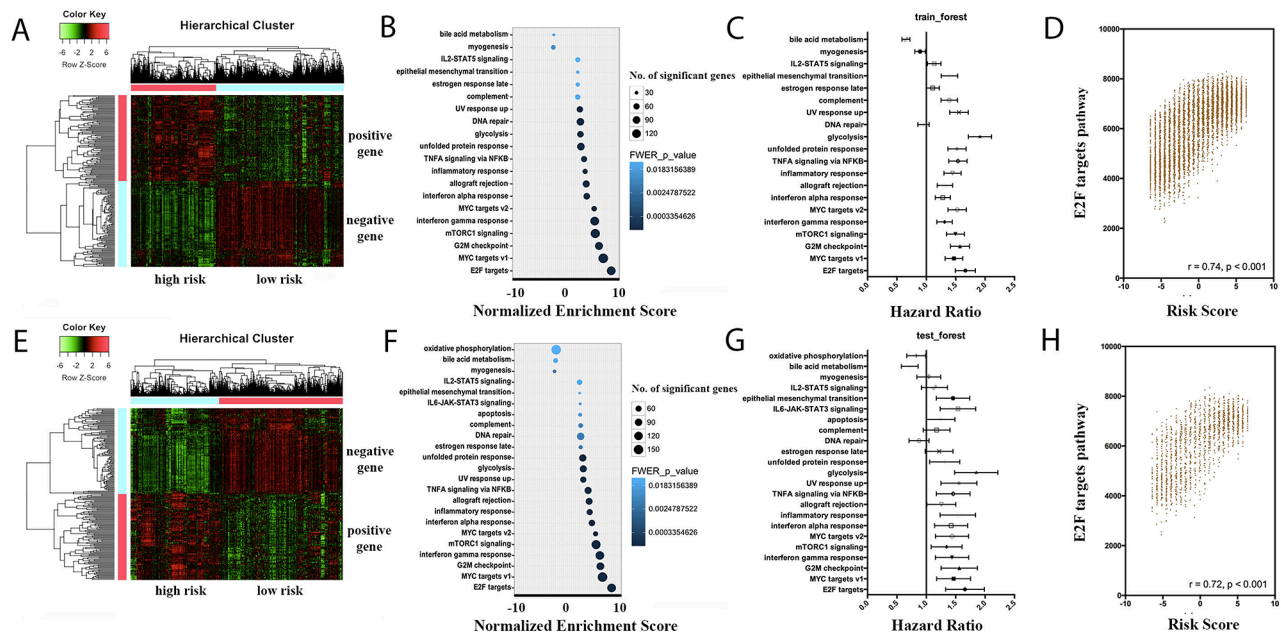 A
Color Key
-6 -2 2 6
Row Z-Score
Hierarchical Cluster
positive
gene
negative
gene
high risk
low risk
B
bile acid metabolism
myogenesis
IL2-STAT5 signaling
epithelial mesenchymal transition
estrogen response late
complement
UV response up
DNA repair
glycolysis
unfolded protein response
TNFA signaling via NFKB
inflammatory response
allograft rejection
interferon alpha response
MYC targets v2
interferon gamma response
mTORC1 signaling
G2M checkpoint
MYC targets v1
E2F targets
-10 0 10
Normalized Enrichment Score
No. of significant genes
30
60
90
120
FWER_p_value
0.0183156389
0.0024787522
0.0003354626
C
train_forest
bile acid metabolism
myogenesis
IL2-STAT5 signaling
epithelial mesenchymal transition
estrogen response late
complement
UV response up
DNA repair
glycolysis
unfolded protein response
TNFA signaling via NFKB
inflammatory response
allograft rejection
interferon alpha response
MYC targets v2
interferon gamma response
mTORC1 signaling
G2M checkpoint
MYC targets v1
E2F targets
0.0 0.5 1.0 1.5 2.0 2.5
Hazard Ratio
D
E2F targets pathway
10000
8000
6000
4000
2000
0
r = 0.74, p < 0.001
-10 -5 0 5 10
Risk Score
E
Color Key
-6 -2 2 6
Row Z-Score
Hierarchical Cluster
negative
gene
positive
gene
high risk
low risk
F
oxidative phosphorylation
bile acid metabolism
myogenesis
IL2-STAT5 signaling
epithelial mesenchymal transition
IL6-JAK-STAT3 signaling
apoptosis
complement
DNA repair
estrogen response late
unfolded protein response
glycolysis
UV response up
TNFA signaling via NFKB
allograft rejection
inflammatory response
interferon alpha response
MYC targets v2
mTORC1 signaling
interferon gamma response
G2M checkpoint
MYC targets v1
E2F targets
-10 0 10
Normalized Enrichment Score
No. of significant genes
60
90
120
150
FWER_p_value
0.0183156389
0.0024787522
0.0003354626
G
test_forest
oxidative phosphorylation
bile acid metabolism
myogenesis
IL2-STAT5 signaling
epithelial mesenchymal transition
IL6-JAK-STAT3 signaling
apoptosis
complement
DNA repair
estrogen response late
unfolded protein response
glycolysis
UV response up
TNFA signaling via NFKB
allograft rejection
inflammatory response
interferon alpha response
MYC targets v2
mTORC1 signaling
interferon gamma response
G2M checkpoint
MYC targets v1
E2F targets
0.0 0.5 1.0 1.5 2.0 2.5
Hazard Ratio
H
E2F targets pathway
10000
8000
6000
4000
2000
0
r = 0.72, p < 0.001
-10 -5 0 5 10
Risk Score